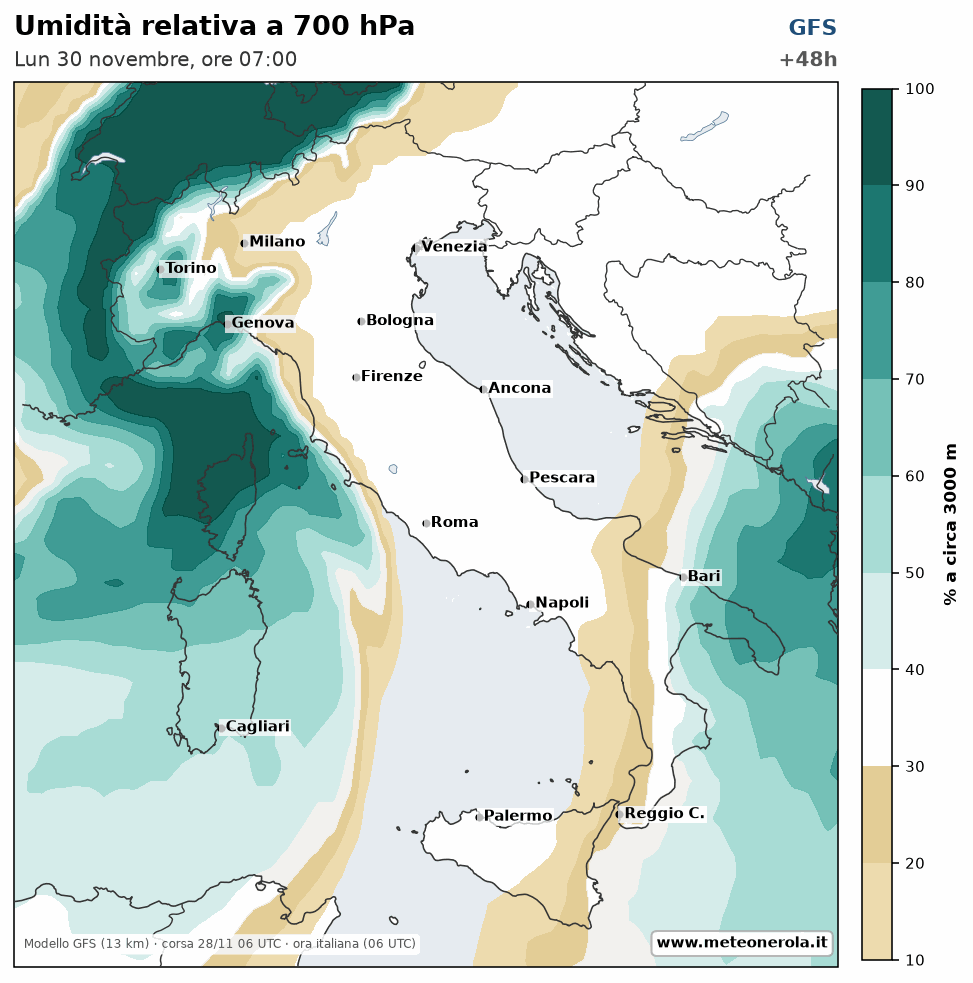 Umidità relativa a 700 hPa
GFS
Lun 30 novembre, ore 07:00
+48h
Milano
Torino
Venezia
Genova
Bologna
Firenze
Ancona
Pescara
Roma
Bari
Napoli
Cagliari
Palermo
Reggio C.
100
90
80
70
60
50
40
30
20
10
% a circa 3000 m
Modello GFS (13 km) · corsa 28/11 06 UTC · ora italiana (06 UTC)
www.meteonerola.it